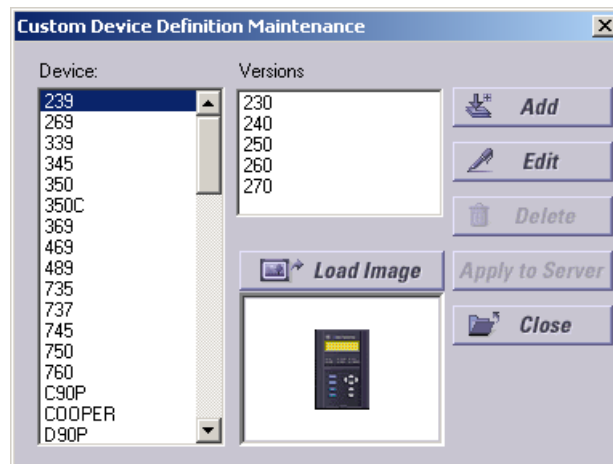 Custom Device Definition Maintenance
Device:
239
269
339
345
350
350C
369
469
489
735
737
745
750
760
C90P
COOPER
D90P
Versions
230
240
250
260
270
Load Image
Add
Edit
Delete
Apply to Server
Close